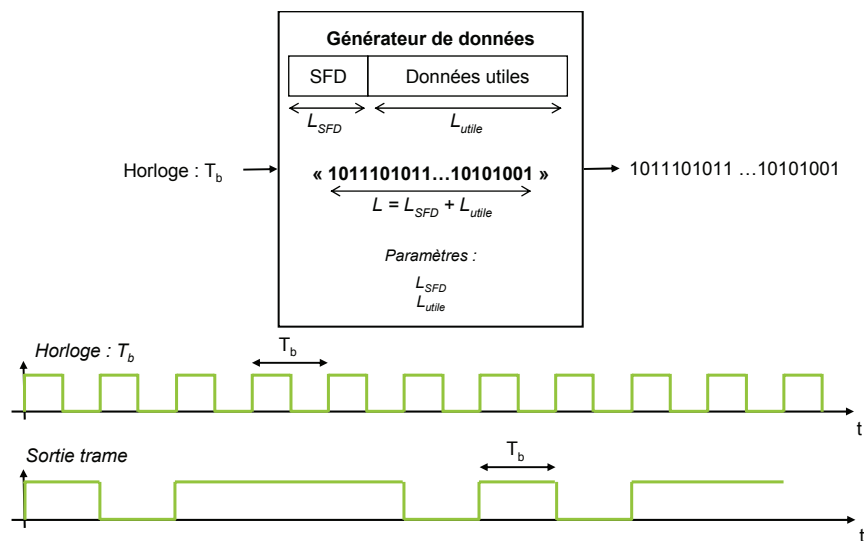 Générateur de données
SFD Données utiles
L_SFD L_utile
Horloge : T_b
« 1011101011…10101001 »
1011101011 …10101001
L = L_SFD + L_utile
Paramètres :
L_SFD
L_utile
Horloge : T_b
T_b
t
Sortie trame
T_b
t